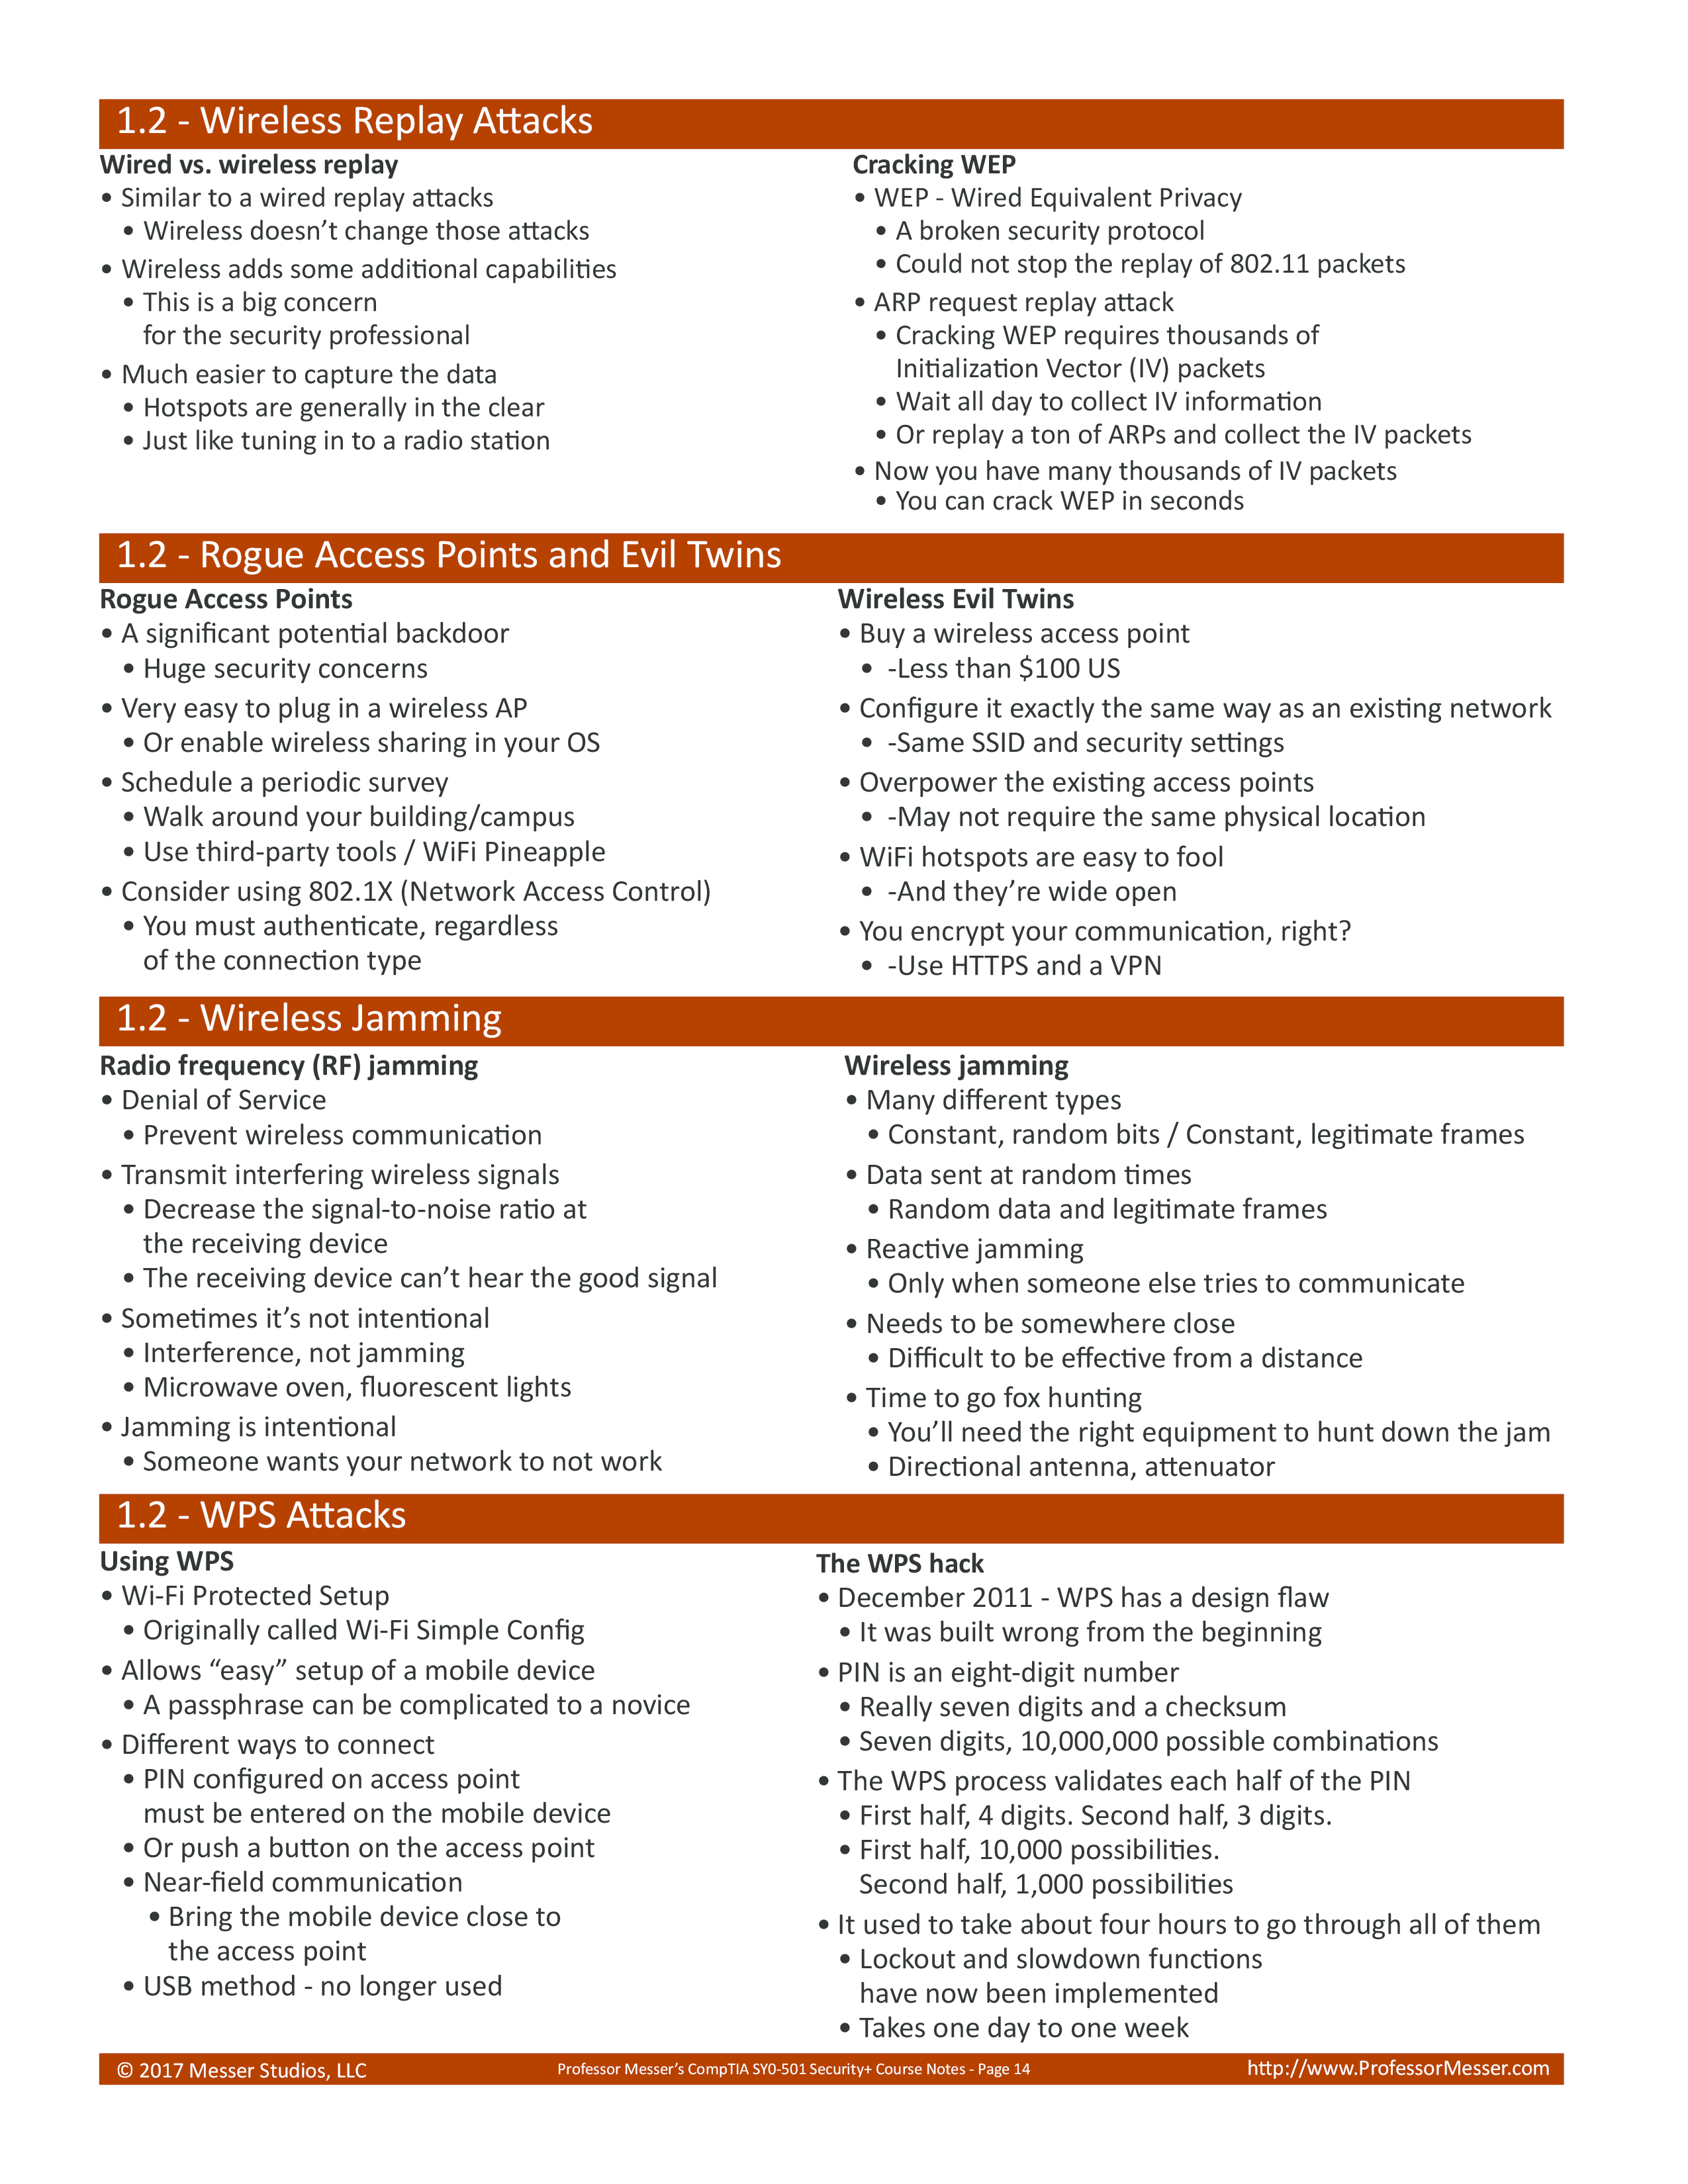 1.2 - Wireless Replay Attacks
Wired vs. wireless replay
• Similar to a wired replay attacks
• Wireless doesn’t change those attacks
• Wireless adds some additional capabilities
• This is a big concern
for the security professional
• Much easier to capture the data
• Hotspots are generally in the clear
• Just like tuning in to a radio station
Cracking WEP
• WEP - Wired Equivalent Privacy
• A broken security protocol
• Could not stop the replay of 802.11 packets
• ARP request replay attack
• Cracking WEP requires thousands of
Initialization Vector (IV) packets
• Wait all day to collect IV information
• Or replay a ton of ARPs and collect the IV packets
• Now you have many thousands of IV packets
• You can crack WEP in seconds
1.2 - Rogue Access Points and Evil Twins
Rogue Access Points
• A significant potential backdoor
• Huge security concerns
• Very easy to plug in a wireless AP
• Or enable wireless sharing in your OS
• Schedule a periodic survey
• Walk around your building/campus
• Use third-party tools / WiFi Pineapple
• Consider using 802.1X (Network Access Control)
• You must authenticate, regardless
of the connection type
Wireless Evil Twins
• Buy a wireless access point
• -Less than $100 US
• Configure it exactly the same way as an existing network
• -Same SSID and security settings
• Overpower the existing access points
• -May not require the same physical location
• WiFi hotspots are easy to fool
• -And they’re wide open
• You encrypt your communication, right?
• -Use HTTPS and a VPN
1.2 - Wireless Jamming
Radio frequency (RF) jamming
• Denial of Service
• Prevent wireless communication
• Transmit interfering wireless signals
• Decrease the signal-to-noise ratio at
the receiving device
• The receiving device can’t hear the good signal
• Sometimes it’s not intentional
• Interference, not jamming
• Microwave oven, fluorescent lights
• Jamming is intentional
• Someone wants your network to not work
Wireless jamming
• Many different types
• Constant, random bits / Constant, legitimate frames
• Data sent at random times
• Random data and legitimate frames
• Reactive jamming
• Only when someone else tries to communicate
• Needs to be somewhere close
• Difficult to be effective from a distance
• Time to go fox hunting
• You’ll need the right equipment to hunt down the jam
• Directional antenna, attenuator
1.2 - WPS Attacks
Using WPS
• Wi-Fi Protected Setup
• Originally called Wi-Fi Simple Config
• Allows “easy” setup of a mobile device
• A passphrase can be complicated to a novice
• Different ways to connect
• PIN configured on access point
must be entered on the mobile device
• Or push a button on the access point
• Near-field communication
• Bring the mobile device close to
the access point
• USB method - no longer used
The WPS hack
• December 2011 - WPS has a design flaw
• It was built wrong from the beginning
• PIN is an eight-digit number
• Really seven digits and a checksum
• Seven digits, 10,000,000 possible combinations
• The WPS process validates each half of the PIN
• First half, 4 digits. Second half, 3 digits.
• First half, 10,000 possibilities.
Second half, 1,000 possibilities
• It used to take about four hours to go through all of them
• Lockout and slowdown functions
have now been implemented
• Takes one day to one week
© 2017 Messer Studios, LLC
Professor Messer’s CompTIA SY0-501 Security+ Course Notes - Page 14
http://www.ProfessorMesser.com